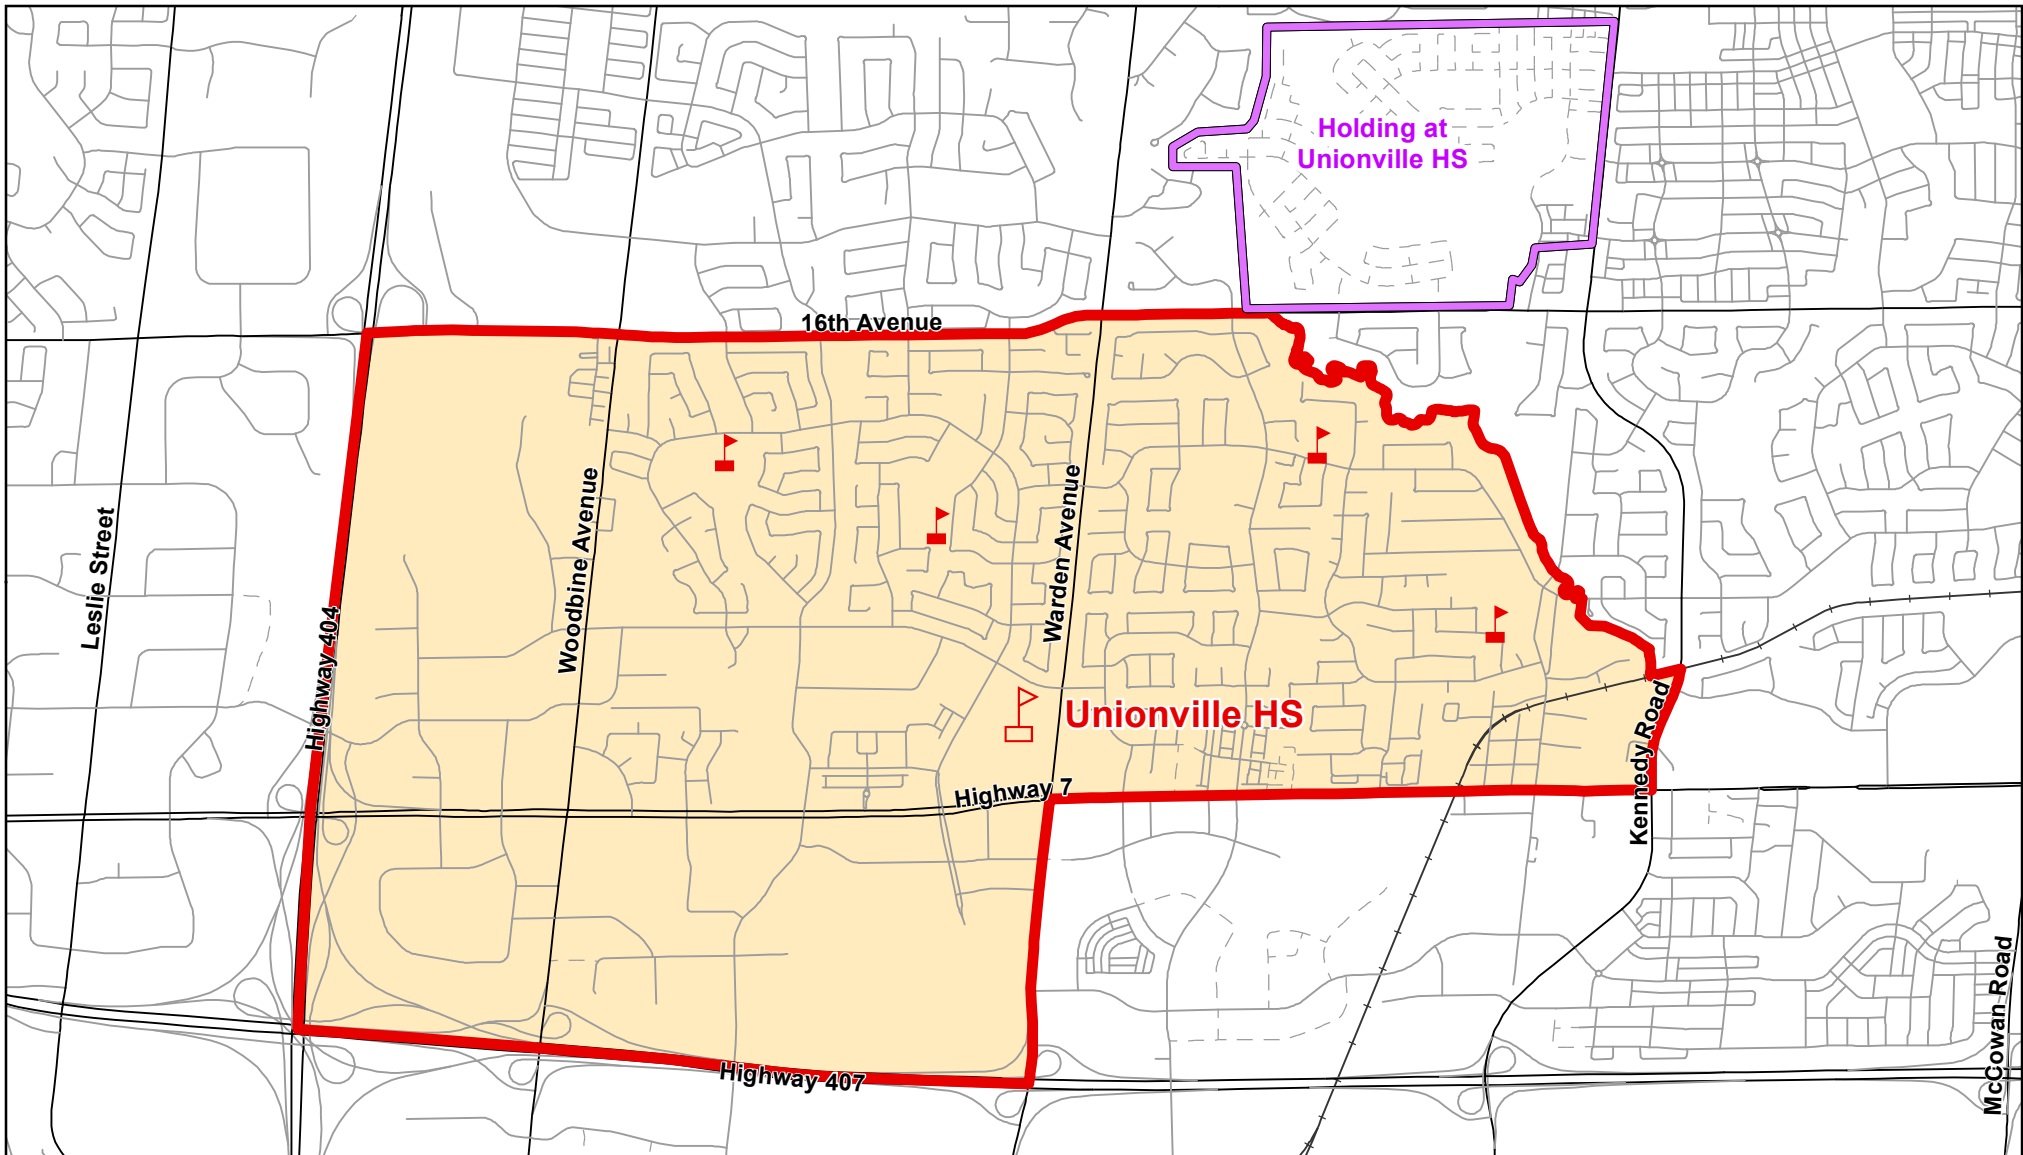 Holding at
Unionville HS
16th Avenue
Leslie Street
Highway 404
Woodbine Avenue
Warden Avenue
Unionville HS
Highway 7
Kennedy Road
Highway 407
McCowan Road